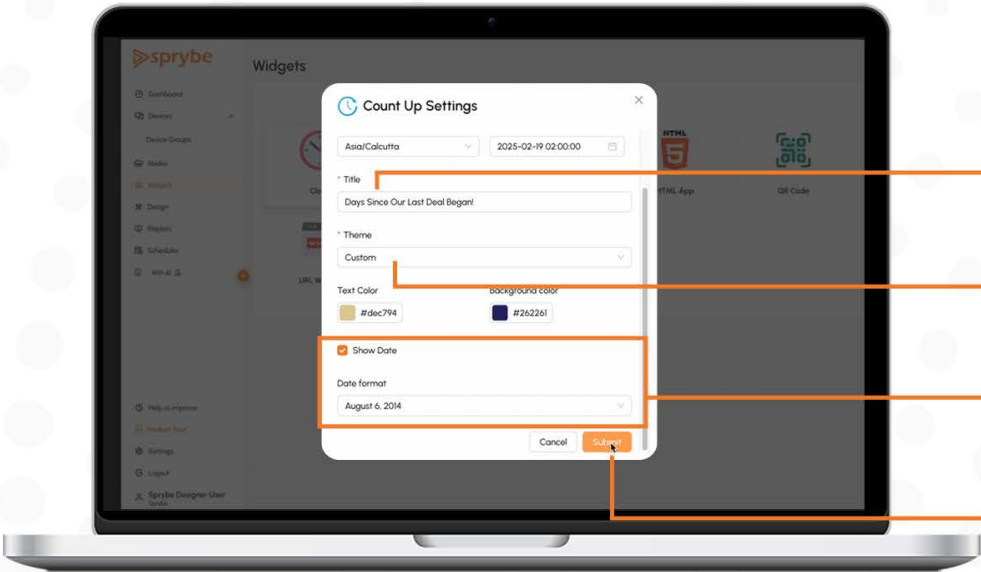 sprybe
Widgets
Dashboard
Devices
Device Groups
Media
Widgets
Design
Playlists
Schedules
Help us improve
Product Tour
Settings
Logout
Sprybe Designer User
Sprybe
HTML
5
HTML App
QR Code
Count Up Settings
Asia/Calcutta
2025-02-19 02:00:00
* Title
Days Since Our Last Deal Began!
* Theme
Custom
Text Color
Background color
#dec794
#262261
Show Date
Date format
August 6, 2014
Cancel
Submit